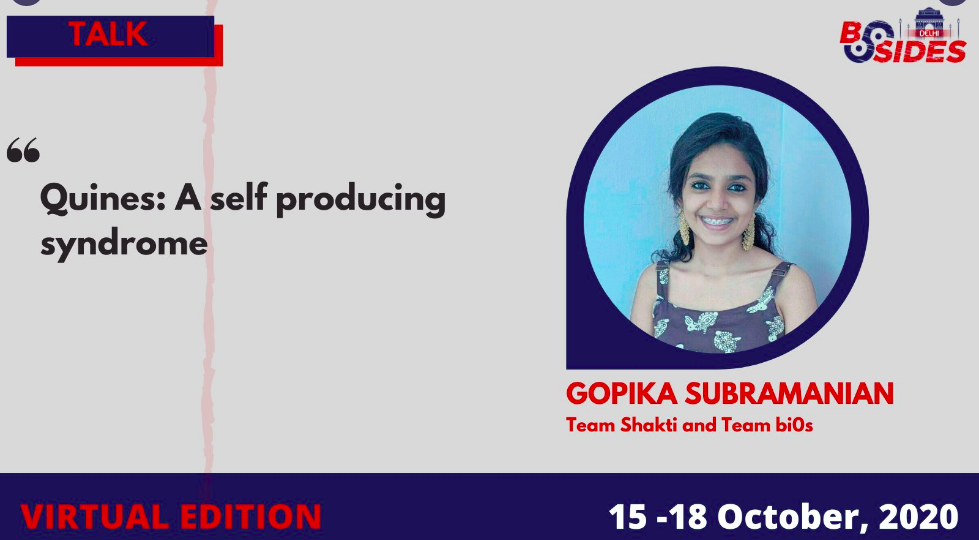 TALK
BSIDES
DELHI
“
Quines: A self producing
syndrome
GOPIKA SUBRAMANIAN
Team Shakti and Team bi0s
VIRTUAL EDITION
15 -18 October, 2020